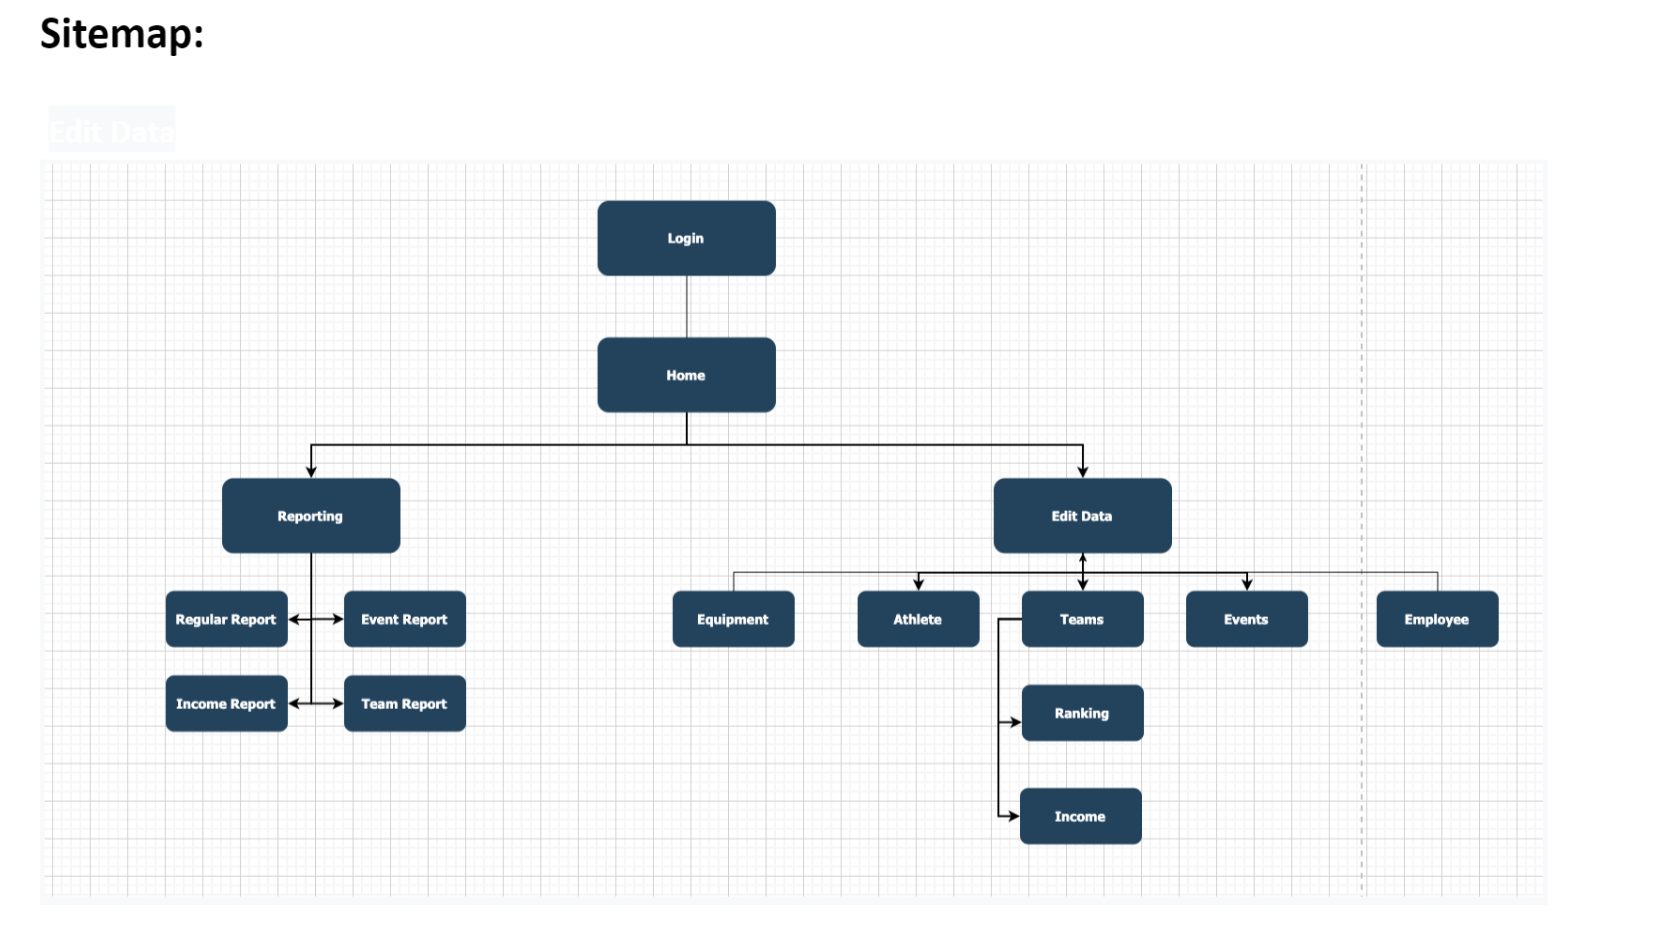 Sitemap:
Edit Data
Login
Home
Reporting
Edit Data
Regular Report
Event Report
Equipment
Athlete
Teams
Events
Employee
Income Report
Team Report
Ranking
Income